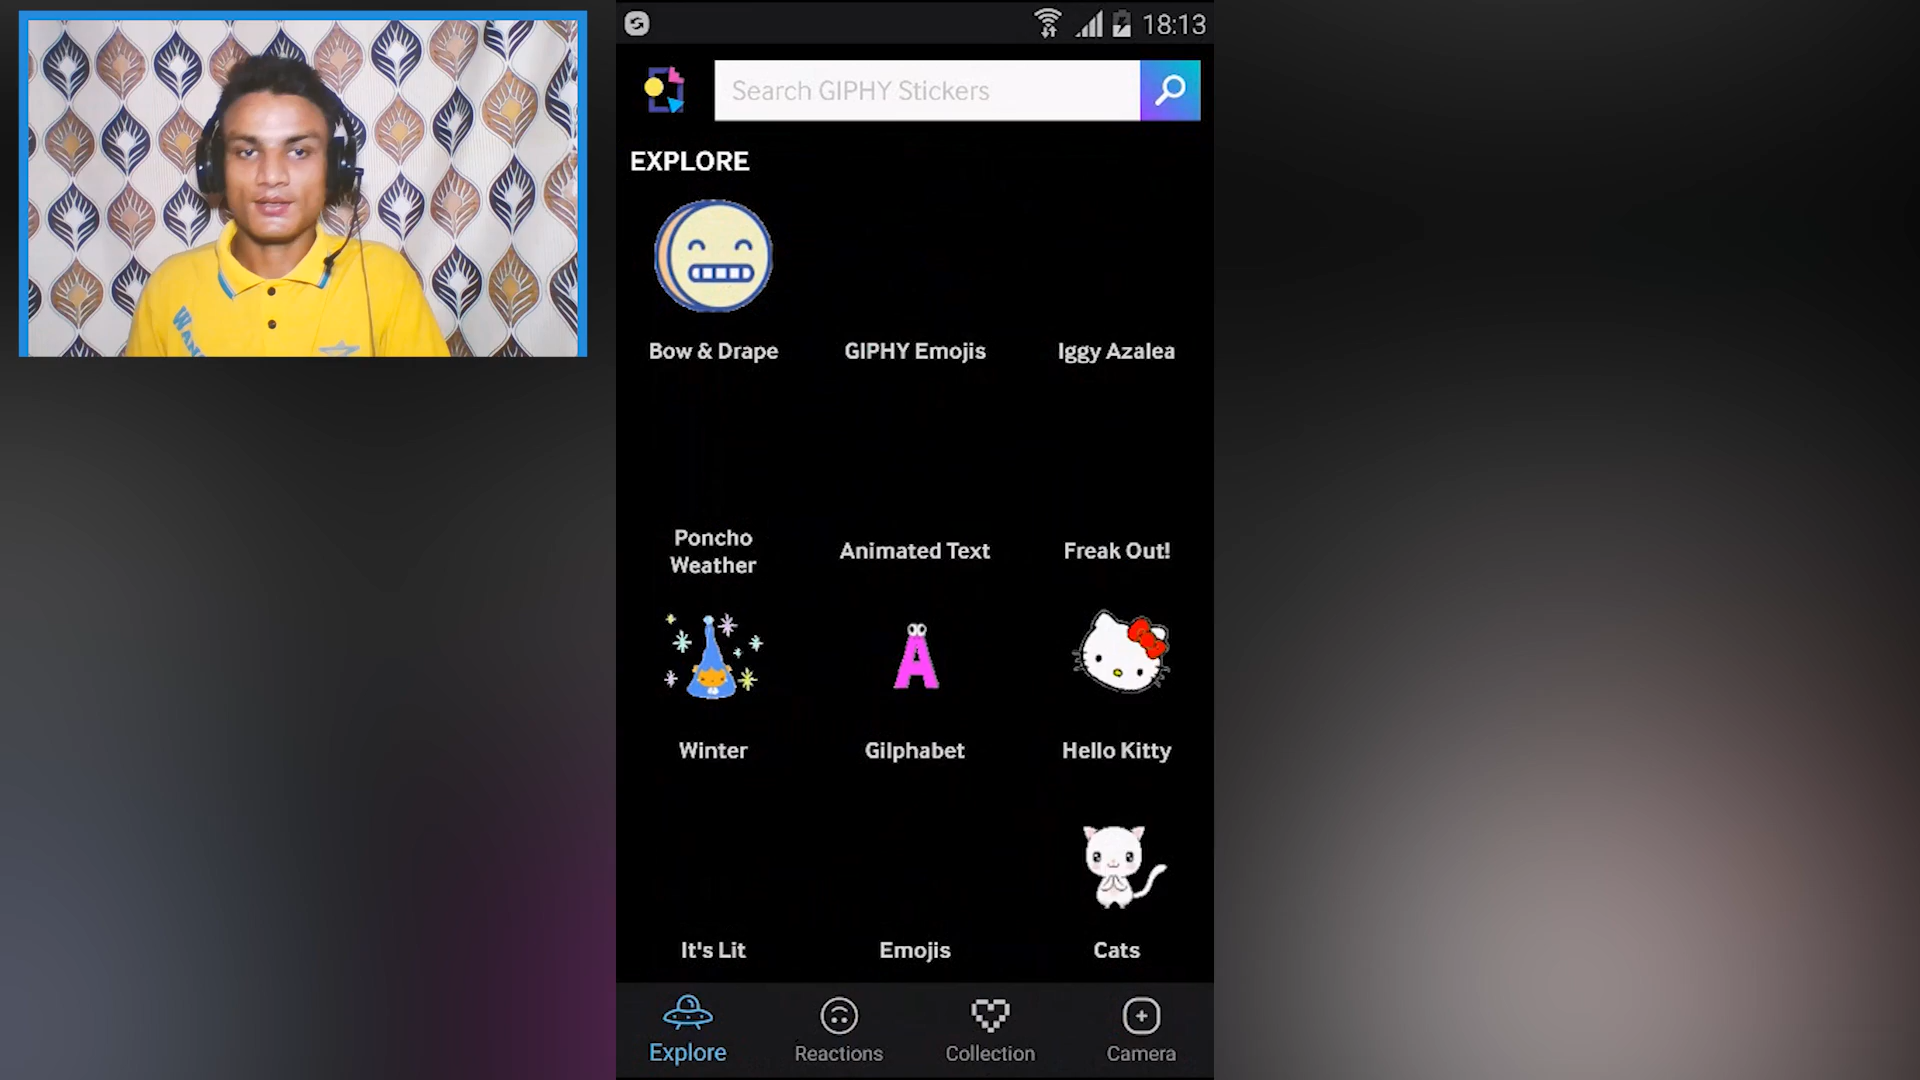 18:13
Search GIPHY Stickers
EXPLORE
Bow & Drape
GIPHY Emojis
Iggy Azalea
Poncho
Weather
Animated Text
Freak Out!
A
Winter
Gilphabet
Hello Kitty
It's Lit
Emojis
Cats
Explore
Reactions
Collection
Camera